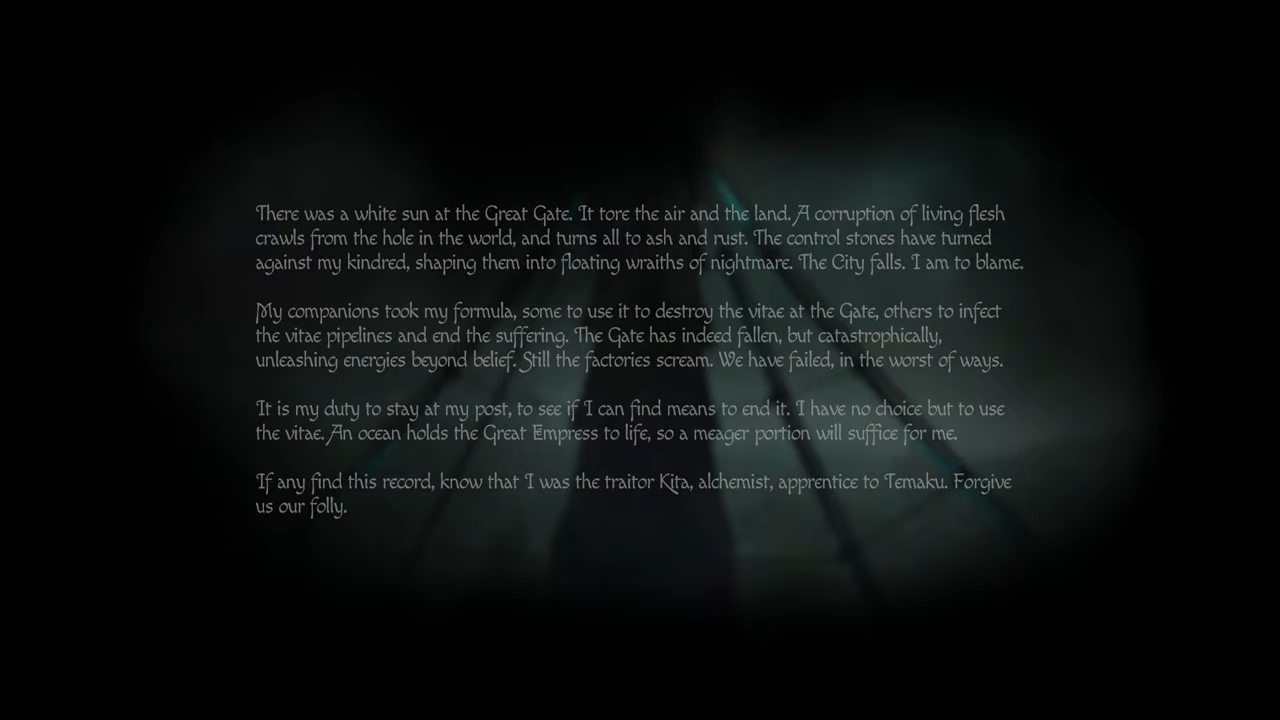 There was a white sun at the Great Gate. It tore the air and the land. A corruption of living flesh
crawls from the hole in the world, and turns all to ash and rust. The control stones have turned
against my kindred, shaping them into floating wraiths of nightmare. The City falls. I am to blame.
My companions took my formula, some to use it to destroy the vitae at the Gate, others to infect
the vitae pipelines and end the suffering. The Gate has indeed fallen, but catastrophically,
unleashing energies beyond belief. Still the factories scream. We have failed, in the worst of ways.
It is my duty to stay at my post, to see if I can find means to end it. I have no choice but to use
the vitae. An ocean holds the Great Empress to life, so a meager portion will suffice for me.
If any find this record, know that I was the traitor Kita, alchemist, apprentice to Temaku. Forgive
us our folly.